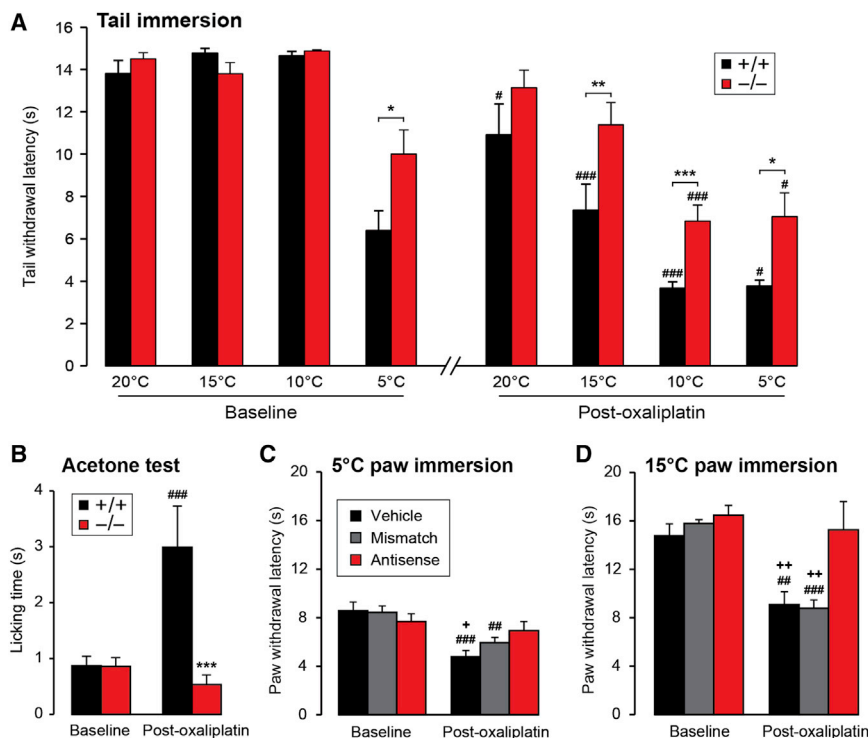 A
Tail immersion
Tail withdrawal latency (s)
16
14
12
10
8
6
4
2
0
+/+
−/−
*
#
**
###
***
###
###
*
#
#
20°C 15°C 10°C 5°C 20°C 15°C 10°C 5°C
Baseline Post-oxaliplatin
B
Acetone test
Licking time (s)
4
3
2
1
0
+/+
−/−
###
***
Baseline Post-oxaliplatin
C
5°C paw immersion
Paw withdrawal latency (s)
20
16
12
8
4
0
Vehicle
Mismatch
Antisense
+
###
##
Baseline Post-oxaliplatin
D
15°C paw immersion
Paw withdrawal latency (s)
20
16
12
8
4
0
++
##
++
###
Baseline Post-oxaliplatin